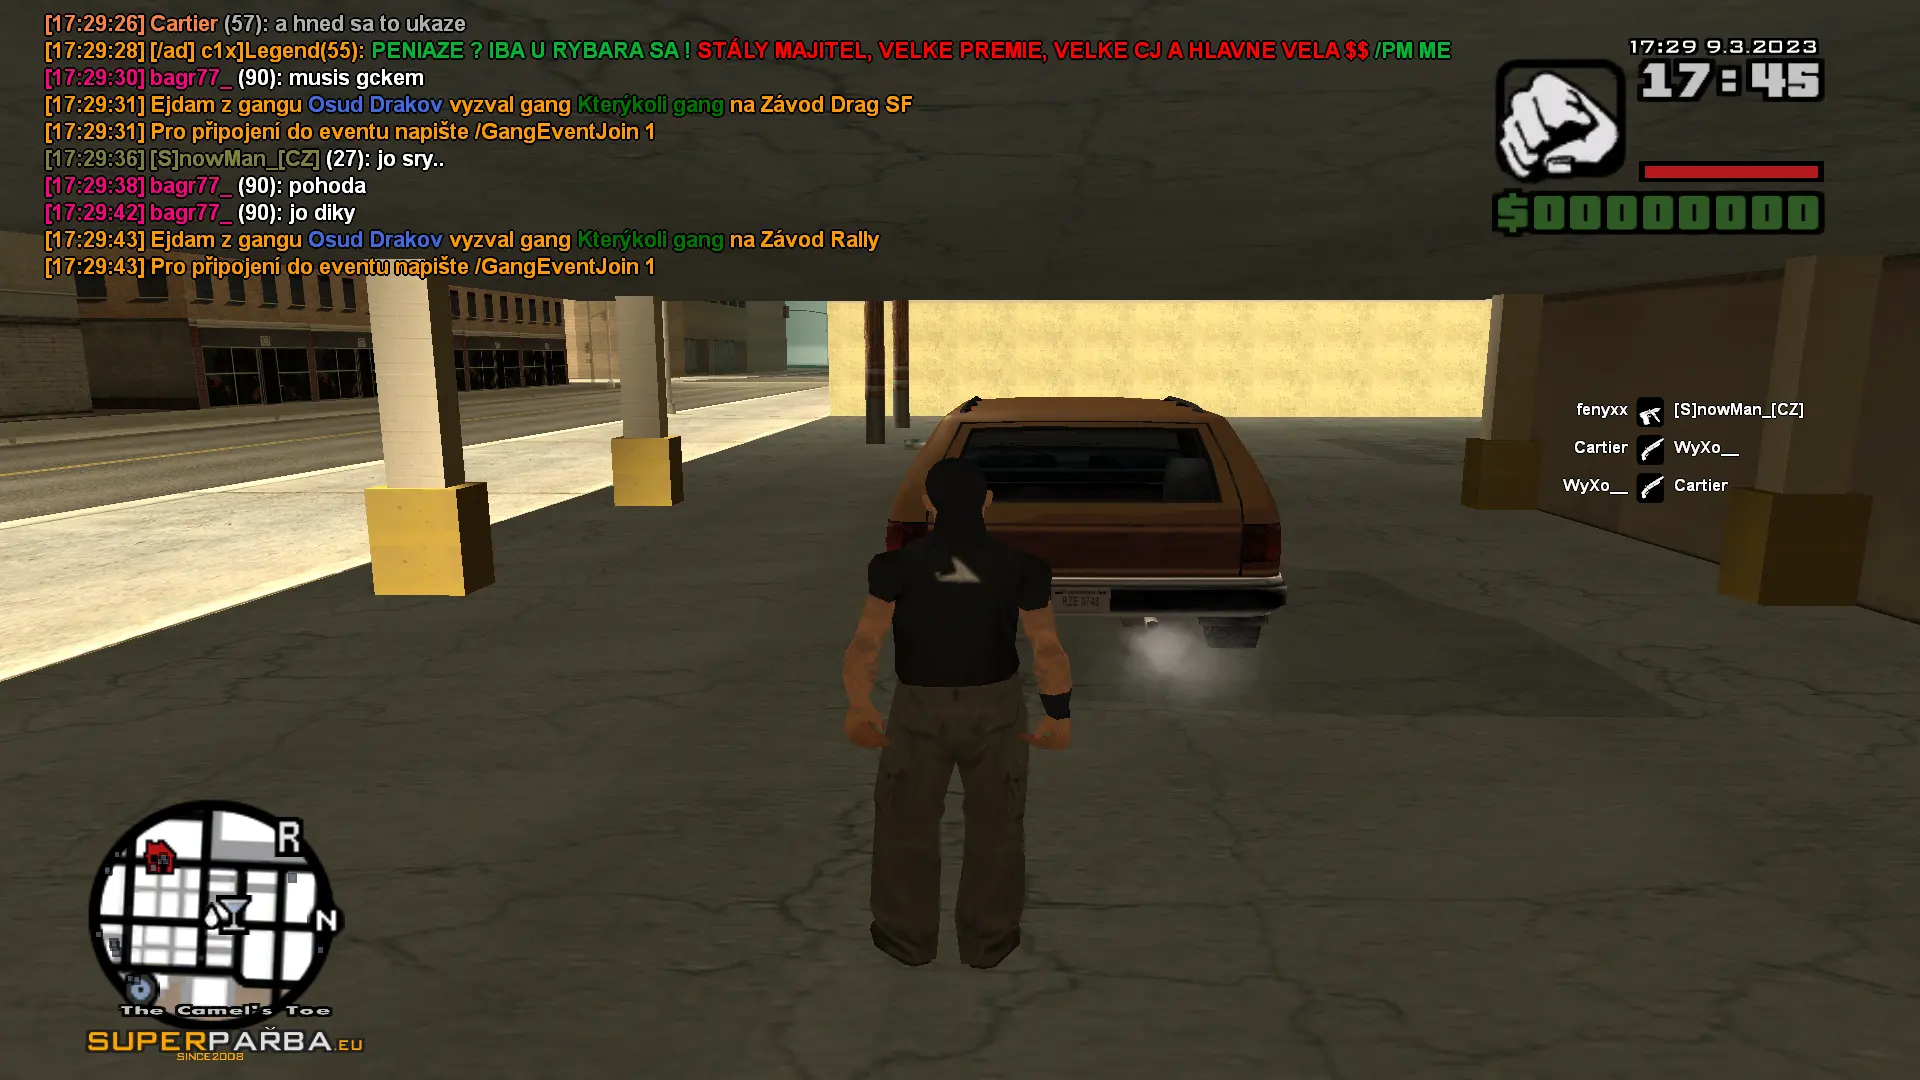 [17:29:26] Cartier (57): a hned sa to ukaze
[17:29:28] [/ad] c1x]Legend(55): PENIAZE ? IBA U RYBARA SA ! STÁLY MAJITEL, VELKE PREMIE, VELKE CJ A HLAVNE VELA $$ /PM ME
[17:29:30] bagr77_ (90): musis gckem
[17:29:31] Ejdam z gangu Osud Drakov vyzval gang Kterýkoli gang na Závod Drag SF
[17:29:31] Pro připojení do eventu napište /GangEventJoin 1
[17:29:36] [S]nowMan_[CZ] (27): jo sry..
[17:29:38] bagr77_ (90): pohoda
[17:29:42] bagr77_ (90): jo diky
[17:29:43] Ejdam z gangu Osud Drakov vyzval gang Kterýkoli gang na Závod Rally
[17:29:43] Pro připojení do eventu napište /GangEventJoin 1
17:29 9.3.2023
17:45
$00000000
fenyxx [S]nowMan_[CZ]
Cartier WyXo__
WyXo__ Cartier
RZE 0748
R
N
The Camel's Toe
SUPERPAŘBA.EU
SINCE2008